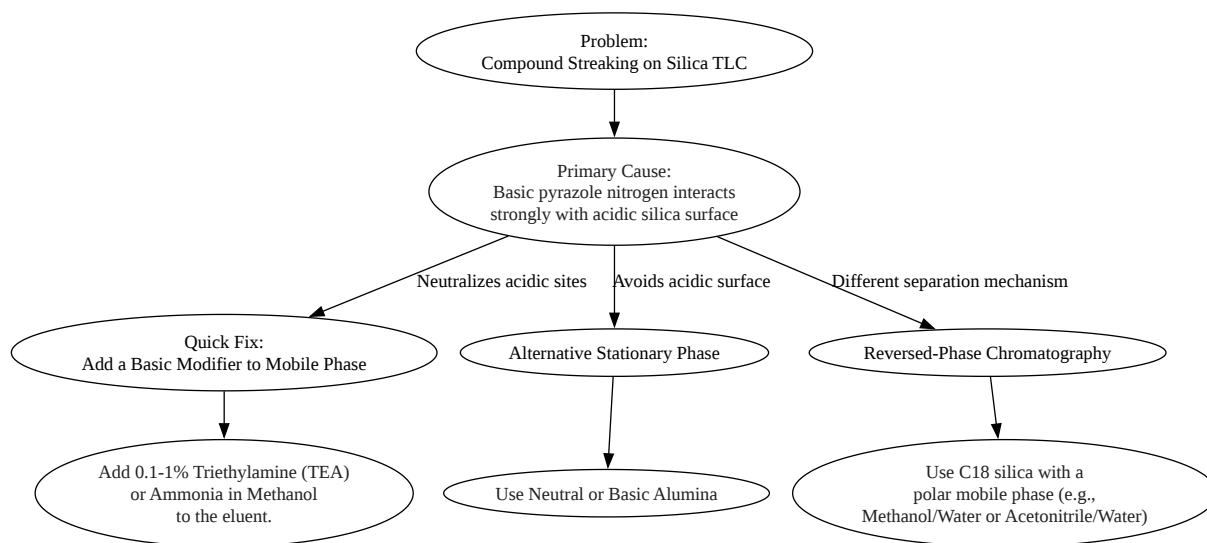 Problem:
Compound Streaking on Silica TLC
Primary Cause:
Basic pyrazole nitrogen interacts
strongly with acidic silica surface
Neutralizes acidic sites
Avoids acidic surface
Different separation mechanism
Quick Fix:
Add a Basic Modifier to Mobile Phase
Alternative Stationary Phase
Reversed-Phase Chromatography
Add 0.1-1% Triethylamine (TEA)
or Ammonia in Methanol
to the eluent.
Use Neutral or Basic Alumina
Use C18 silica with a
polar mobile phase (e.g.,
Methanol/Water or Acetonitrile/Water)